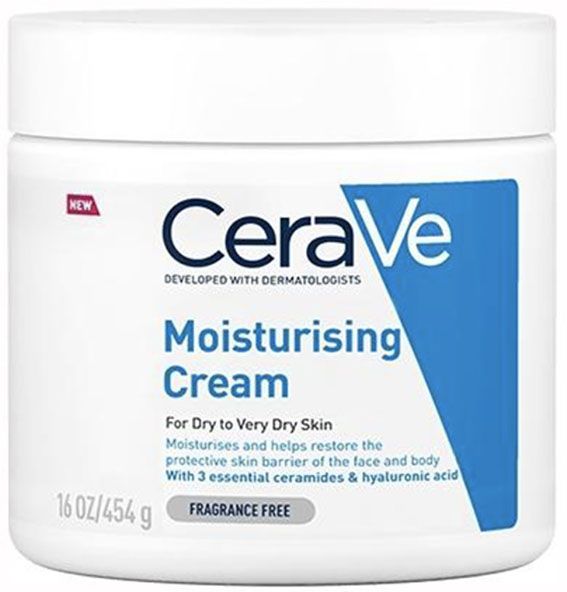 NEW
CeraVe
DEVELOPED WITH DERMATOLOGISTS
Moisturising
Cream
For Dry to Very Dry Skin
Moisturises and helps restore the
protective skin barrier of the face and body
With 3 essential ceramides & hyaluronic acid
16 OZ/454 g
FRAGRANCE FREE